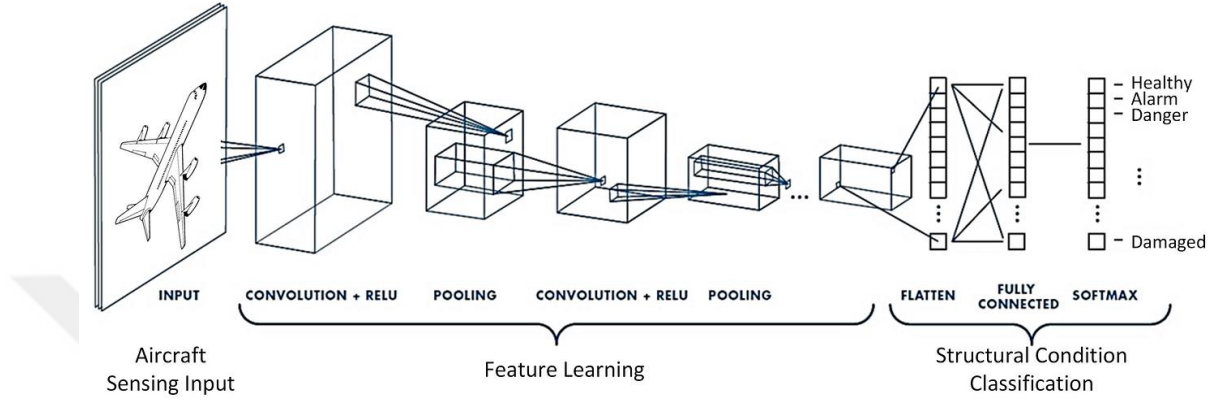 Healthy
Alarm
Danger
Damaged
INPUT
CONVOLUTION + RELU
POOLING
CONVOLUTION + RELU
POOLING
FLATTEN
FULLY
CONNECTED
SOFTMAX
Aircraft
Sensing Input
Feature Learning
Structural Condition
Classification